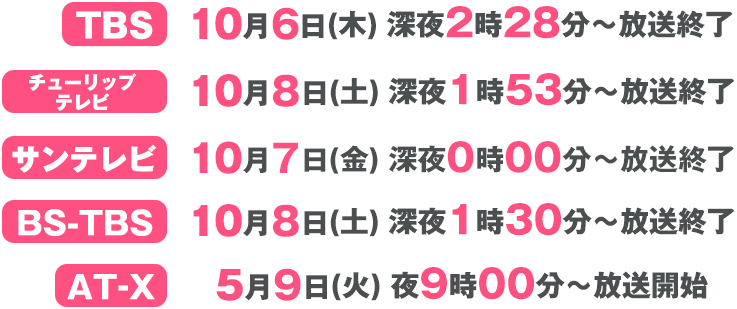 TBS 10月6日(木) 深夜2時28分～放送終了
チューリップ
テレビ 10月8日(土) 深夜1時53分～放送終了
サンテレビ 10月7日(金) 深夜0時00分～放送終了
BS-TBS 10月8日(土) 深夜1時30分～放送終了
AT-X 5月9日(火) 夜9時00分～放送開始